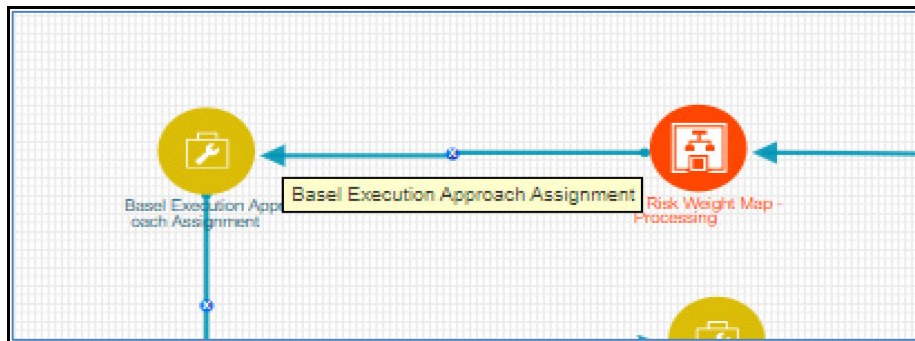 Basel Execution Appr
oach Assignment
Basel Execution Approach Assignment
Risk Weight Map -
Processing